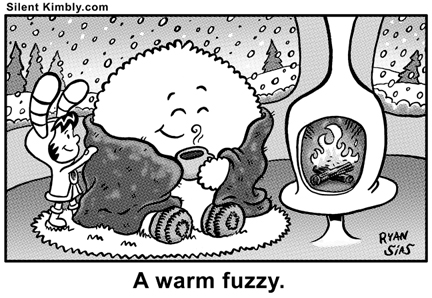 Silent Kimbly.com
RYAN
SIAS
A warm fuzzy.